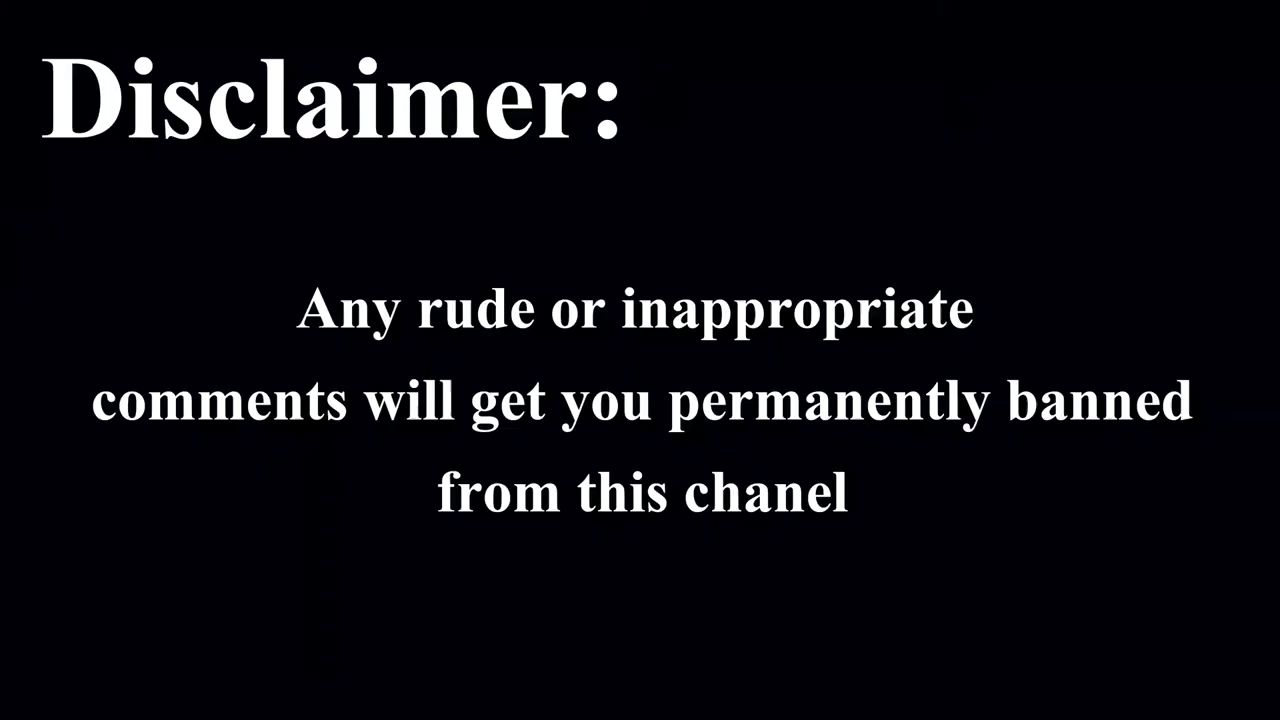 Disclaimer:
Any rude or inappropriate
comments will get you permanently banned
from this chanel